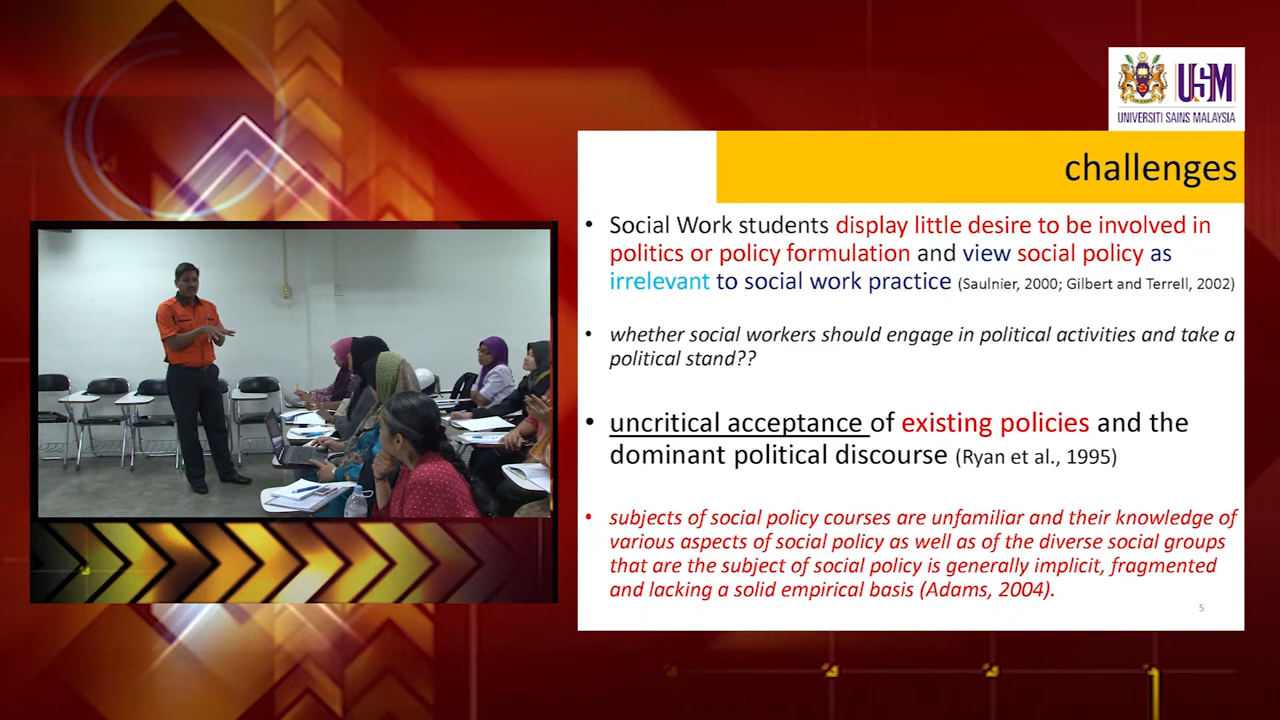 USM
UNIVERSITI SAINS MALAYSIA
challenges
• Social Work students display little desire to be involved in
politics or policy formulation and view social policy as
irrelevant to social work practice (Saulnier, 2000; Gilbert and Terrell, 2002)
• whether social workers should engage in political activities and take a
political stand??
• uncritical acceptance of existing policies and the
dominant political discourse (Ryan et al., 1995)
• subjects of social policy courses are unfamiliar and their knowledge of
various aspects of social policy as well as of the diverse social groups
that are the subject of social policy is generally implicit, fragmented
and lacking a solid empirical basis (Adams, 2004).
5